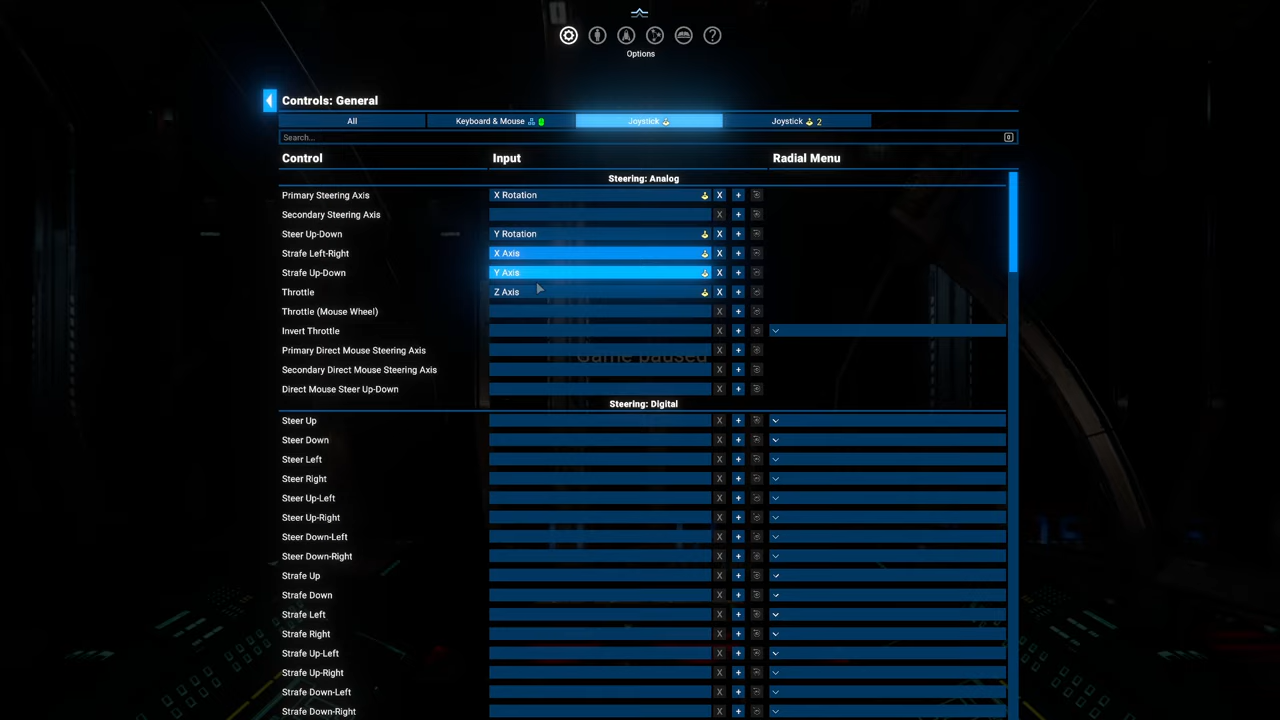 Options
Controls: General
All Keyboard & Mouse Joystick Joystick 2
Search...
Control Input Radial Menu
Steering: Analog
Primary Steering Axis X Rotation X +
Secondary Steering Axis X +
Steer Up-Down Y Rotation X +
Strafe Left-Right X Axis X +
Strafe Up-Down Y Axis X +
Throttle Z Axis X +
Throttle (Mouse Wheel) X +
Invert Throttle X +
Primary Direct Mouse Steering Axis X +
Game paused
Secondary Direct Mouse Steering Axis X +
Direct Mouse Steer Up-Down X +
Steering: Digital
Steer Up X +
Steer Down X +
Steer Left X +
Steer Right X +
Steer Up-Left X +
Steer Up-Right X +
Steer Down-Left X +
Steer Down-Right X +
Strafe Up X +
Strafe Down X +
Strafe Left X +
Strafe Right X +
Strafe Up-Left X +
Strafe Up-Right X +
Strafe Down-Left X +
Strafe Down-Right X +